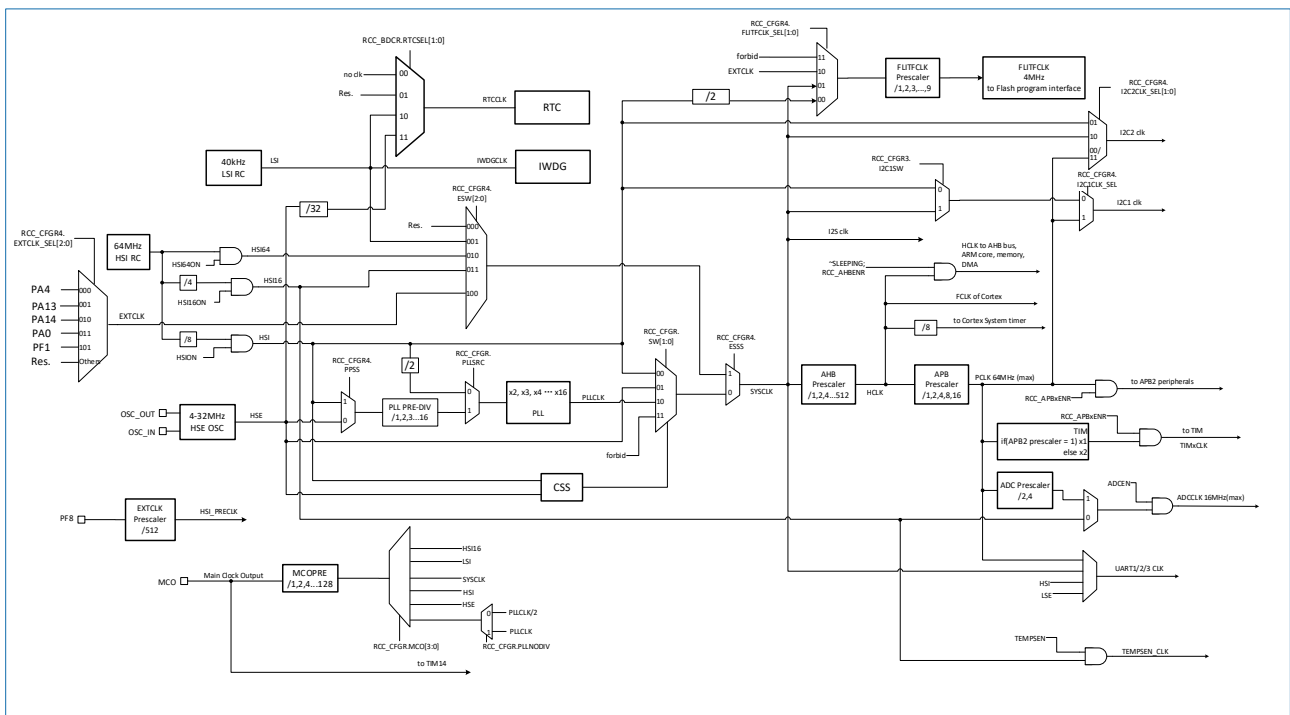 RCC_CFGR4.
FLITFCLK_SEL[1:0]
RCC_BDCR.RTCSEL[1:0]
forbid
11
EXTCLK
10
01
00
FLITFCLK
Prescaler
/1,2,3,...,9
FLITFCLK
4MHz
to Flash program interface
/2
no clk
00
Res.
01
10
11
RTCCLK
RTC
RCC_CFGR4.
I2C2CLK_SEL[1:0]
01
10
00/
11
I2C2 clk
40kHz
LSI RC
LSI
IWDGCLK
IWDG
RCC_CFGR3.
I2C1SW
0
1
RCC_CFGR4.
I2C1CLK_SEL
0
1
I2C1 clk
/32
RCC_CFGR4.
ESW[2:0]
Res.
000
001
010
011
100
I2S clk
RCC_CFGR4.
EXTCLK_SEL[2:0]
64MHz
HSI RC
HSI64ON
HSI64
/4
HSI16ON
HSI16
/8
HSION
HSI
PA4
000
PA13
001
PA14
010
PA0
011
PF1
101
Res.
Others
EXTCLK
~SLEEPING;
RCC_AHBENR
HCLK to AHB bus,
ARM core, memory,
DMA
FCLK of Cortex
/8
to Cortex System timer
RCC_CFGR4.
PPSS
1
0
/2
RCC_CFGR.
PLLSRC
0
1
RCC_CFGR.
SW[1:0]
00
01
10
11
forbid
RCC_CFGR4.
ESSS
1
0
SYSCLK
AHB
Prescaler
/1,2,4...512
HCLK
APB
Prescaler
/1,2,4,8,16
PCLK 64MHz (max)
to APB2 peripherals
RCC_APBxENR
OSC_OUT
OSC_IN
4-32MHz
HSE OSC
HSE
PLL PRE-DIV
/1,2,3...16
x2, x3, x4 ··· x16
PLL
PLLCLK
CSS
RCC_APBxENR
TIM
if(APB2 prescaler = 1) x1
else x2
to TIM
TIMxCLK
ADC Prescaler
/2,4
1
0
ADCEN
ADCCLK 16MHz(max)
PF8
EXTCLK
Prescaler
/512
HSI_PRECLK
MCO
Main Clock Output
MCOPRE
/1,2,4...128
HSI16
LSI
SYSCLK
HSI
HSE
0
1
PLLCLK/2
PLLCLK
RCC_CFGR.MCO[3:0]
RCC_CFGR.PLLNODIV
to TIM14
HSI
LSE
UART1/2/3 CLK
TEMPSEN
TEMPSEN_CLK